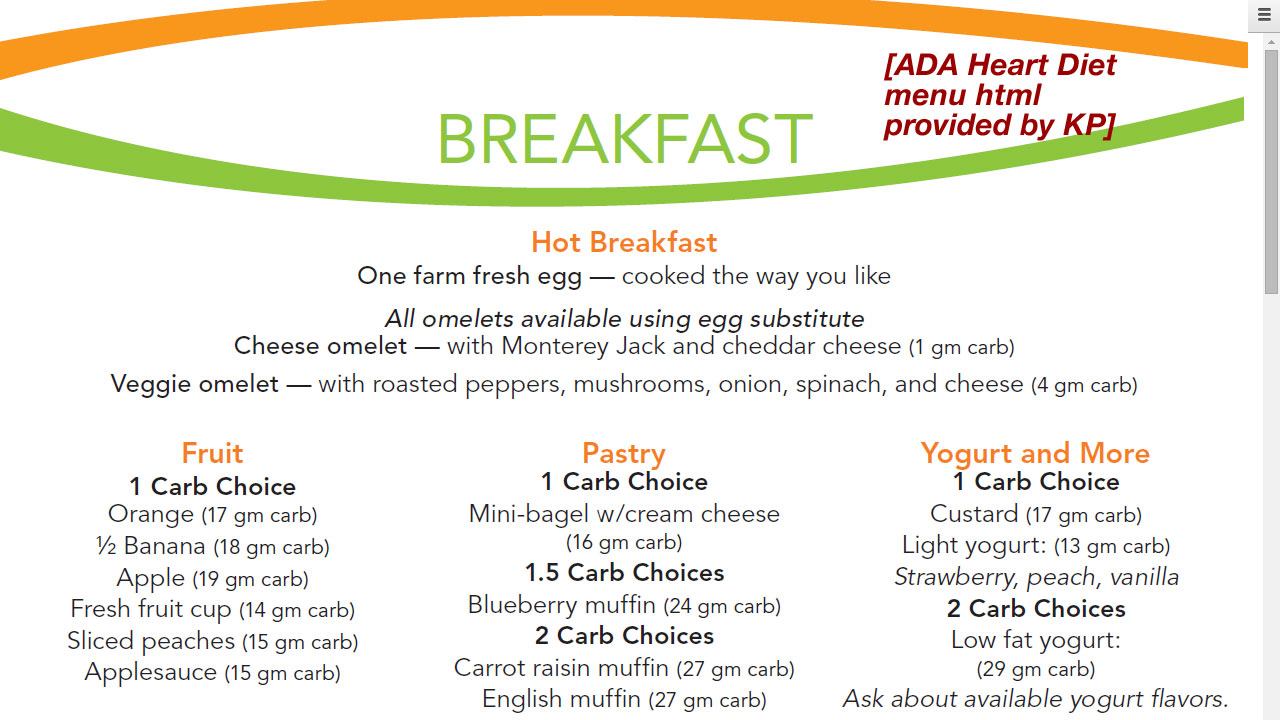 [ADA Heart Diet
menu html
provided by KP]
BREAKFAST
Hot Breakfast
One farm fresh egg — cooked the way you like
All omelets available using egg substitute
Cheese omelet — with Monterey Jack and cheddar cheese (1 gm carb)
Veggie omelet — with roasted peppers, mushrooms, onion, spinach, and cheese (4 gm carb)
Fruit
1 Carb Choice
Orange (17 gm carb)
½ Banana (18 gm carb)
Apple (19 gm carb)
Fresh fruit cup (14 gm carb)
Sliced peaches (15 gm carb)
Applesauce (15 gm carb)
Pastry
1 Carb Choice
Mini-bagel w/cream cheese
(16 gm carb)
1.5 Carb Choices
Blueberry muffin (24 gm carb)
2 Carb Choices
Carrot raisin muffin (27 gm carb)
English muffin (27 gm carb)
Yogurt and More
1 Carb Choice
Custard (17 gm carb)
Light yogurt: (13 gm carb)
Strawberry, peach, vanilla
2 Carb Choices
Low fat yogurt:
(29 gm carb)
Ask about available yogurt flavors.